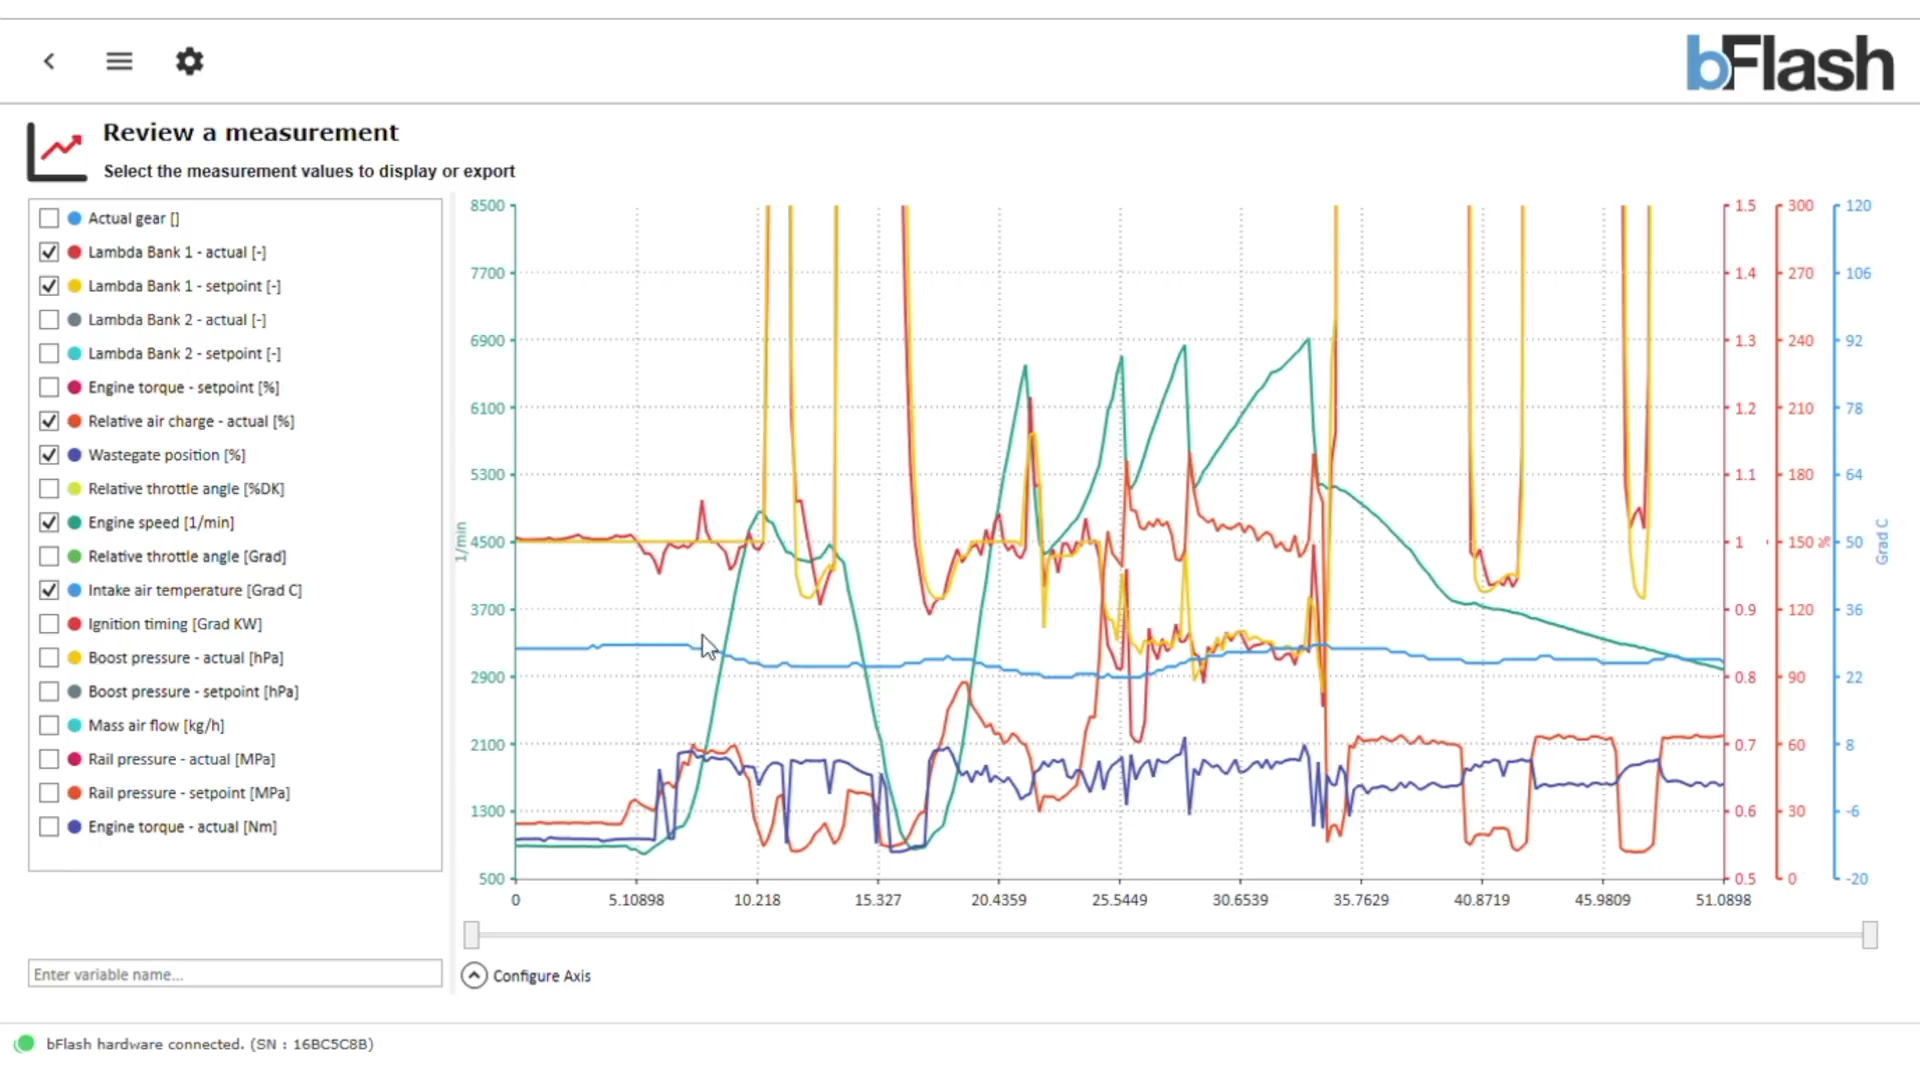 bFlash
Review a measurement
Select the measurement values to display or export
Actual gear []
Lambda Bank 1 - actual [-]
Lambda Bank 1 - setpoint [-]
Lambda Bank 2 - actual [-]
Lambda Bank 2 - setpoint [-]
Engine torque - setpoint [%]
Relative air charge - actual [%]
Wastegate position [%]
Relative throttle angle [%DK]
Engine speed [1/min]
Relative throttle angle [Grad]
Intake air temperature [Grad C]
Ignition timing [Grad KW]
Boost pressure - actual [hPa]
Boost pressure - setpoint [hPa]
Mass air flow [kg/h]
Rail pressure - actual [MPa]
Rail pressure - setpoint [MPa]
Engine torque - actual [Nm]
Enter variable name...
8500
7700
6900
6100
5300
4500
3700
2900
2100
1300
500
1/min
0 5.10898 10.218 15.327 20.4359 25.5449 30.6539 35.7629 40.8719 45.9809 51.0898
1.5
1.4
1.3
1.2
1.1
1
0.9
0.8
0.7
0.6
0.5
-
300
270
240
210
180
150
120
90
60
30
0
%
120
106
92
78
64
50
36
22
8
-6
-20
Grad C
Configure Axis
bFlash hardware connected. (SN : 16BC5C8B)